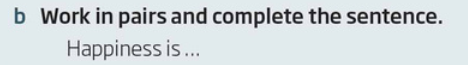 b Work in pairs and complete the sentence.
Happiness is ...